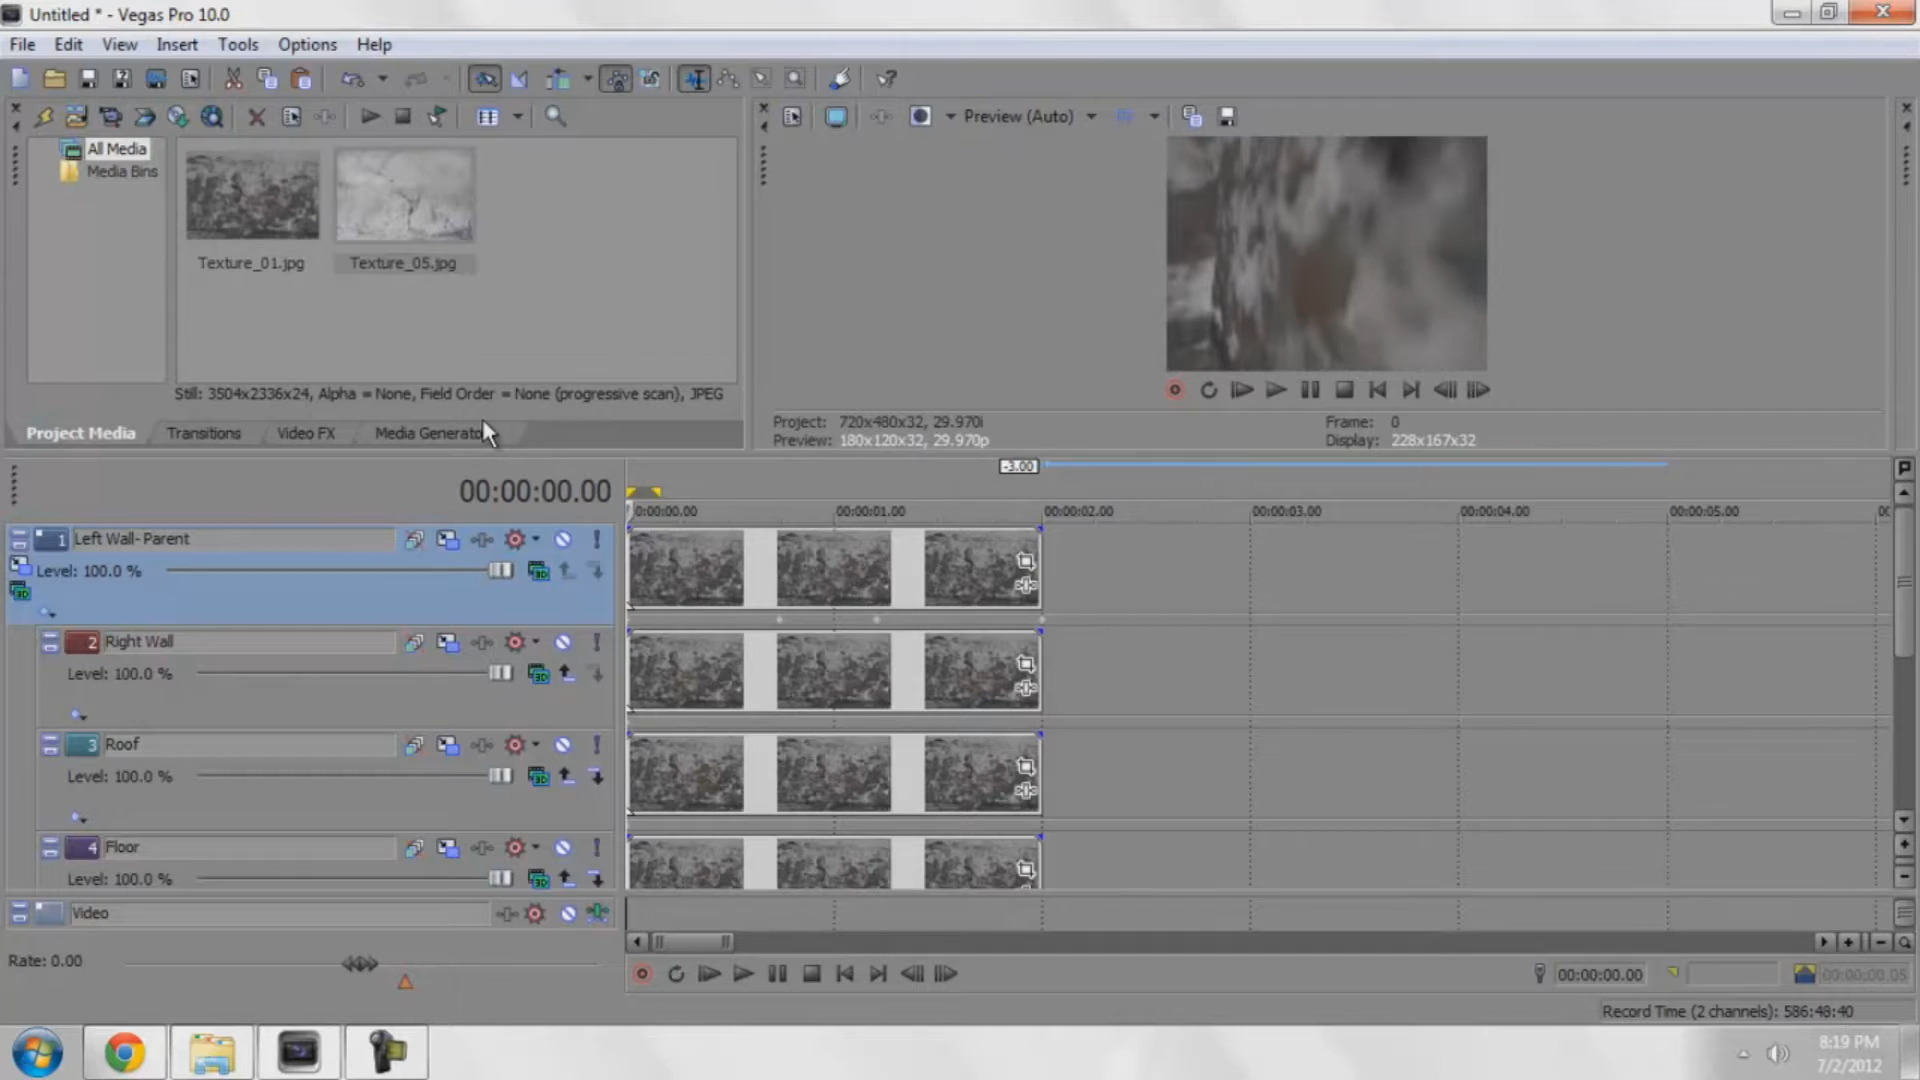 Untitled * - Vegas Pro 10.0
File Edit View Insert Tools Options Help
Preview (Auto)
All Media
Media Bins
Texture_01.jpg
Texture_05.jpg
Still: 3504x2336x24, Alpha = None, Field Order = None (progressive scan), JPEG
Project Media Transitions Video FX Media Generato
Project: 720x480x32, 29.970i
Preview: 180x120x32, 29.970p
Frame: 0
Display: 228x167x32
-3.00
00:00:00.00
0:00:00.00 00:00:01.00 00:00:02.00 00:00:03.00 00:00:04.00 00:00:05.00 00
1 Left Wall- Parent
Level: 100.0 %
2 Right Wall
Level: 100.0 %
3 Roof
Level: 100.0 %
4 Floor
Level: 100.0 %
Video
Rate: 0.00
00:00:00.00
00:00:00.05
Record Time (2 channels): 586:48:40
8:19 PM
7/2/2012